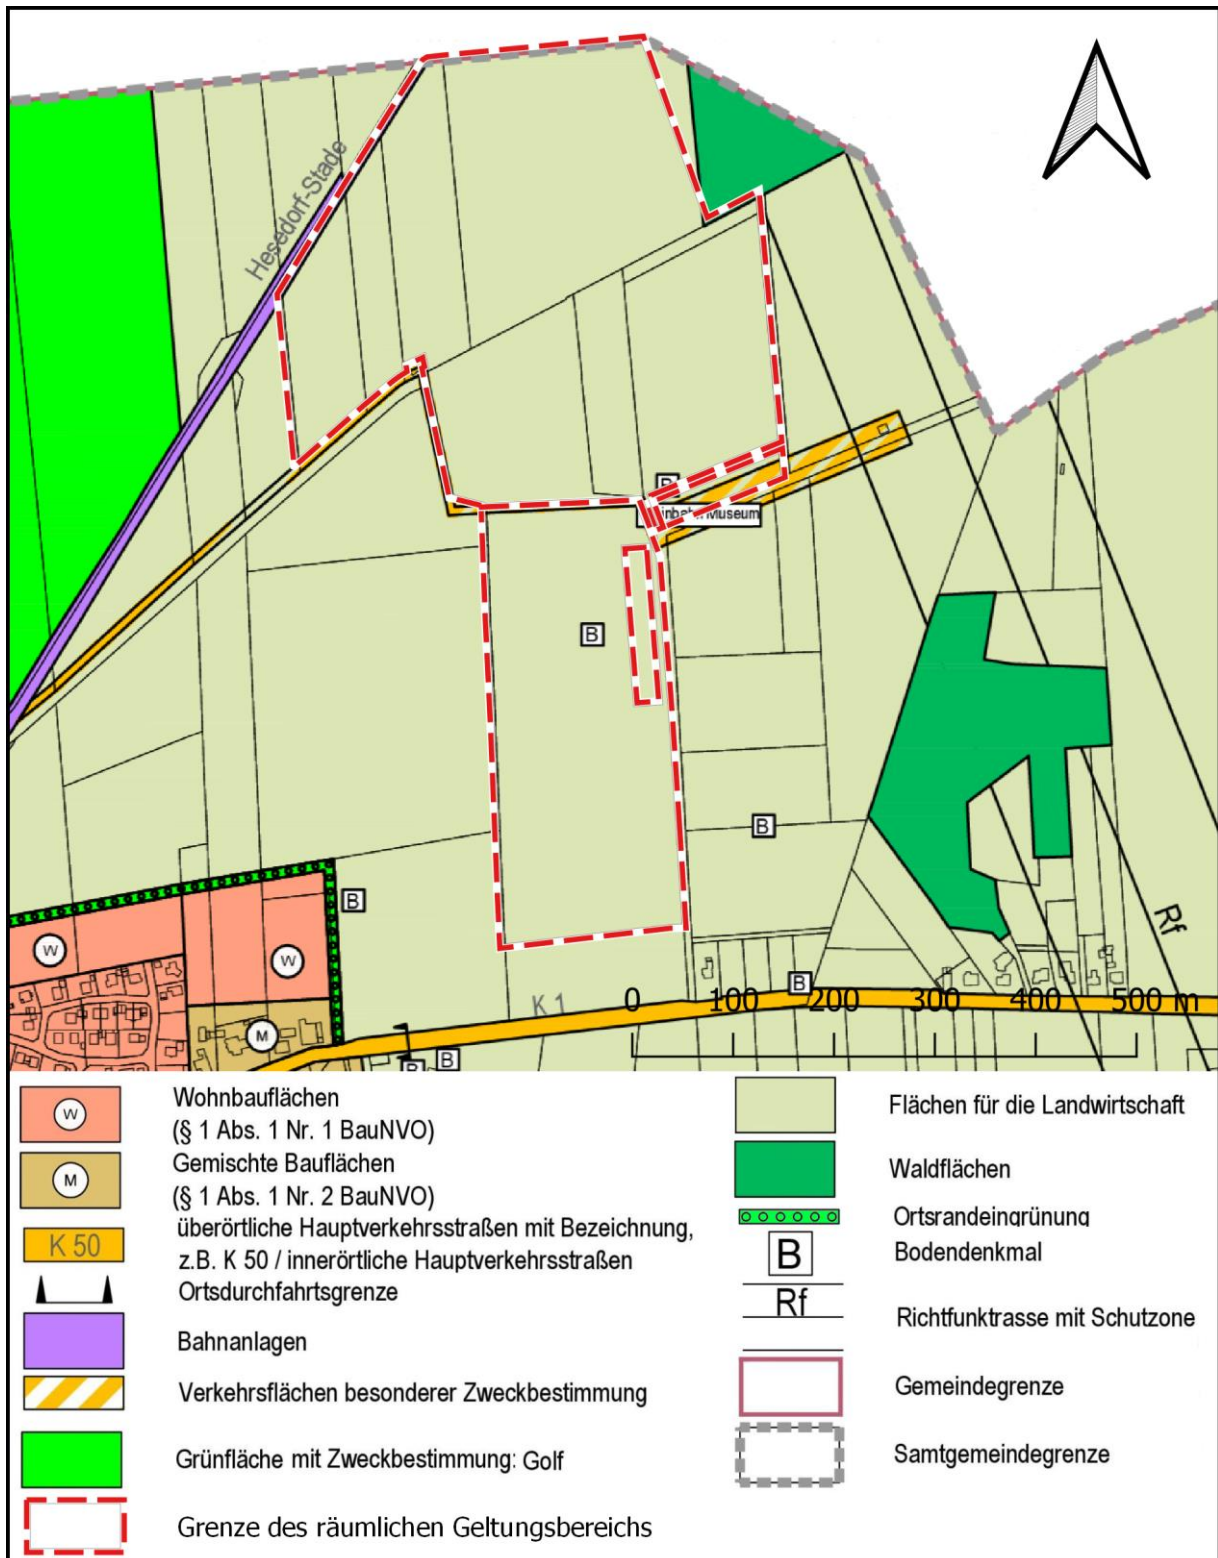 Hesedorf-Stade
B
Museum
B
B
B
Rf
W
W
M
K 1
B
B
B
0 100 200 300 400 500 m
W
Wohnbauflächen
(§ 1 Abs. 1 Nr. 1 BauNVO)
M
Gemischte Bauflächen
(§ 1 Abs. 1 Nr. 2 BauNVO)
K 50
überörtliche Hauptverkehrsstraßen mit Bezeichnung,
z.B. K 50 / innerörtliche Hauptverkehrsstraßen
Ortsdurchfahrtsgrenze
Bahnanlagen
Verkehrsflächen besonderer Zweckbestimmung
Grünfläche mit Zweckbestimmung: Golf
Grenze des räumlichen Geltungsbereichs
Flächen für die Landwirtschaft
Waldflächen
Ortsrandeingrünung
B
Bodendenkmal
Rf
Richtfunktrasse mit Schutzone
Gemeindegrenze
Samtgemeindegrenze